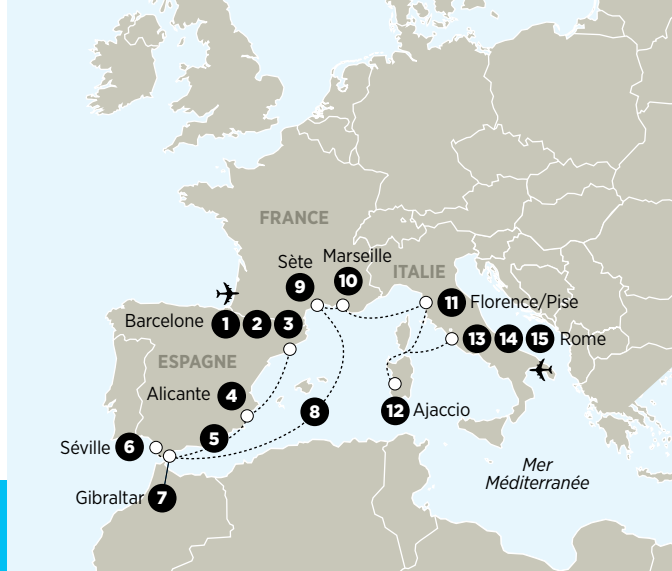 FRANCE
Sète
Marseille
9
10
ITALIE
11 Florence/Pise
Barcelone 1 2 3
13 14 15 Rome
ESPAGNE
Alicante 4
8
12 Ajaccio
5
Séville 6
Mer
Méditerranée
Gibraltar 7